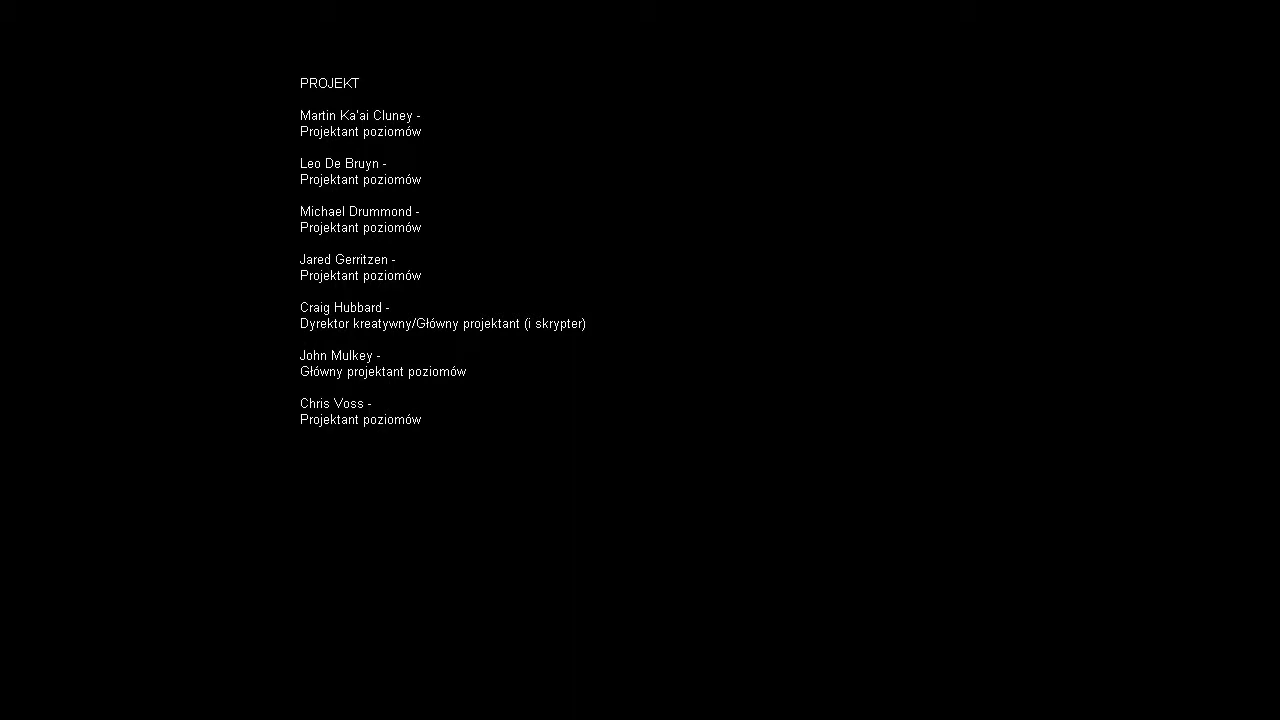 PROJEKT
Martin Ka'ai Cluney -
Projektant poziomów
Leo De Bruyn -
Projektant poziomów
Michael Drummond -
Projektant poziomów
Jared Gerritzen -
Projektant poziomów
Craig Hubbard -
Dyrektor kreatywny/Główny projektant (i skrypter)
John Mulkey -
Główny projektant poziomów
Chris Voss -
Projektant poziomów